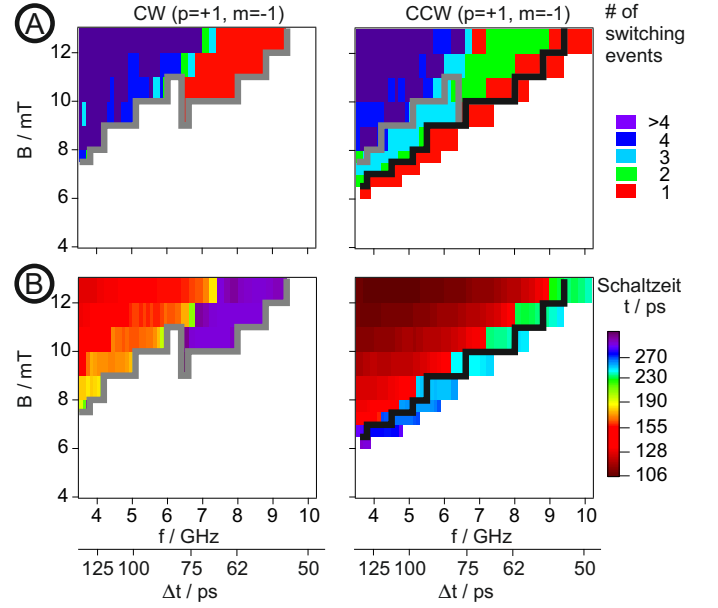 A
CW (p=+1, m=-1)
CCW (p=+1, m=-1)
# of
switching
events
B / mT
12
10
8
6
4
>4
4
3
2
1
B
B / mT
12
10
8
6
4
Schaltzeit
t / ps
270
230
190
155
128
106
4 5 6 7 8 9 10
4 5 6 7 8 9 10
f / GHz
f / GHz
125 100 75 62 50
125 100 75 62 50
Δt / ps
Δt / ps